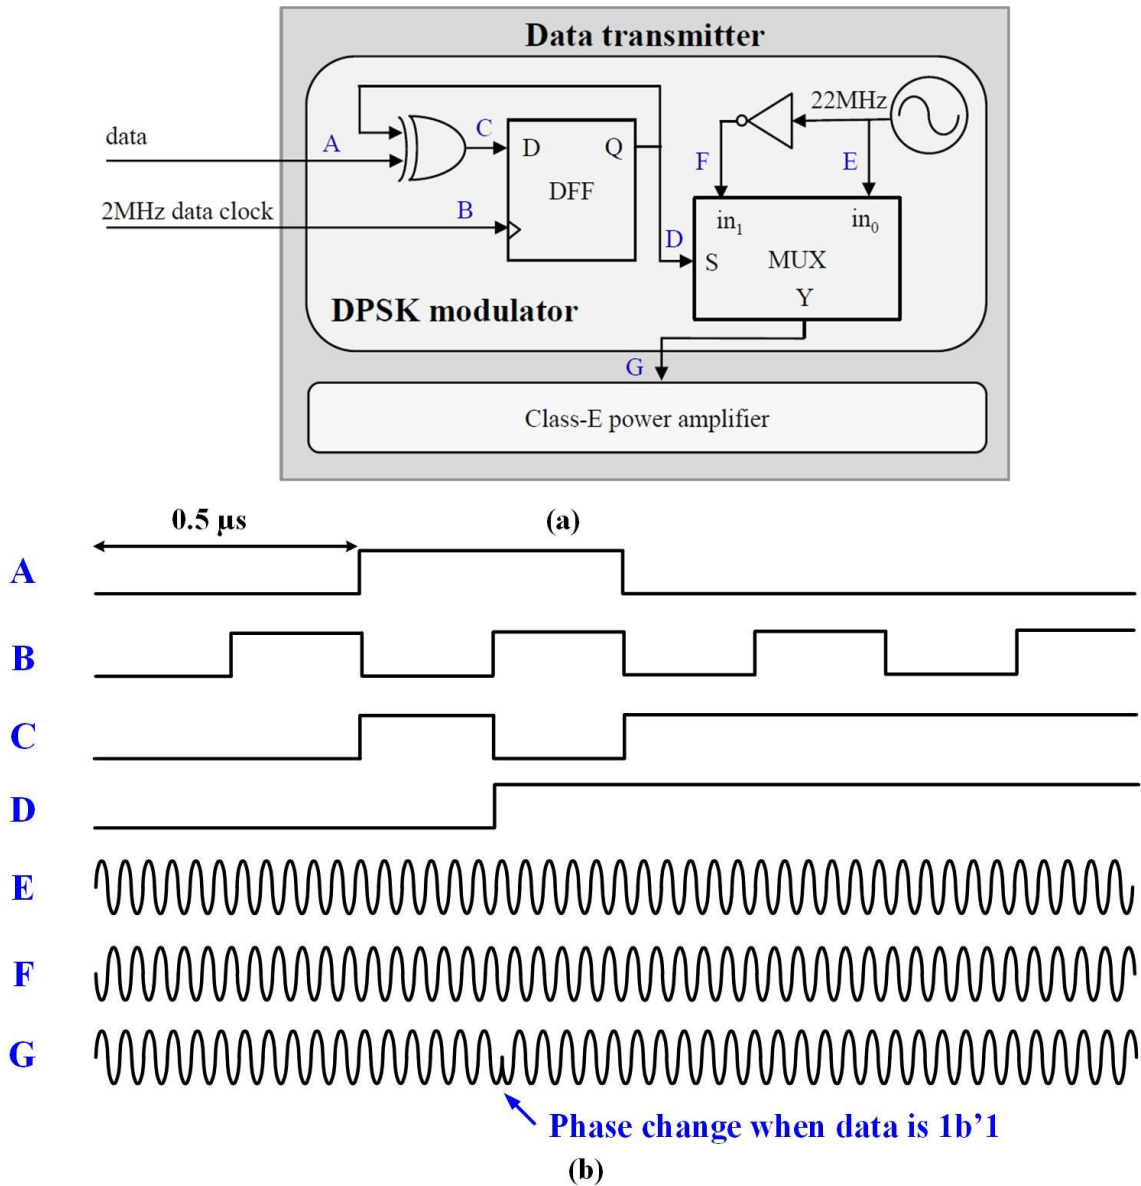 Data transmitter
22MHz
data
A
C
D
Q
F
E
DFF
2MHz data clock
B
in1
in0
D
S
MUX
Y
DPSK modulator
G
Class-E power amplifier
0.5 µs
(a)
A
B
C
D
E
F
G
Phase change when data is 1b’1
(b)